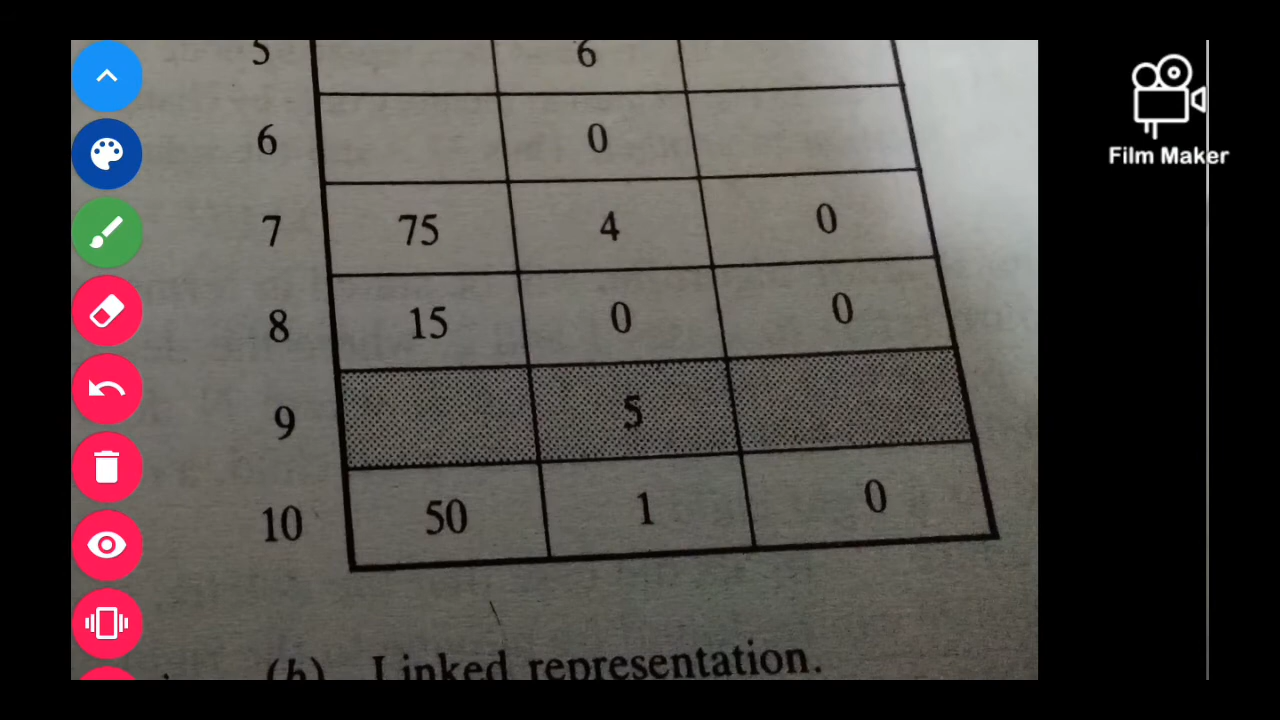 5 6
6 0
7 75 4 0
8 15 0 0
9 5
10 50 1 0
(b) Linked representation.
Film Maker